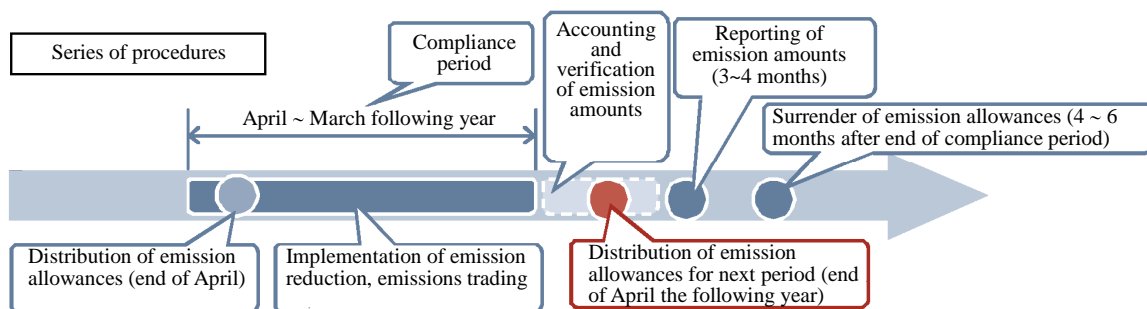 Series of procedures
Compliance
period
Accounting
and
verification
of emission
amounts
Reporting of
emission amounts
(3~4 months)
April ~ March following year
Surrender of emission allowances (4 ~ 6
months after end of compliance period)
Distribution of emission
allowances (end of April)
Implementation of emission
reduction, emissions trading
Distribution of emission
allowances for next period (end
of April the following year)